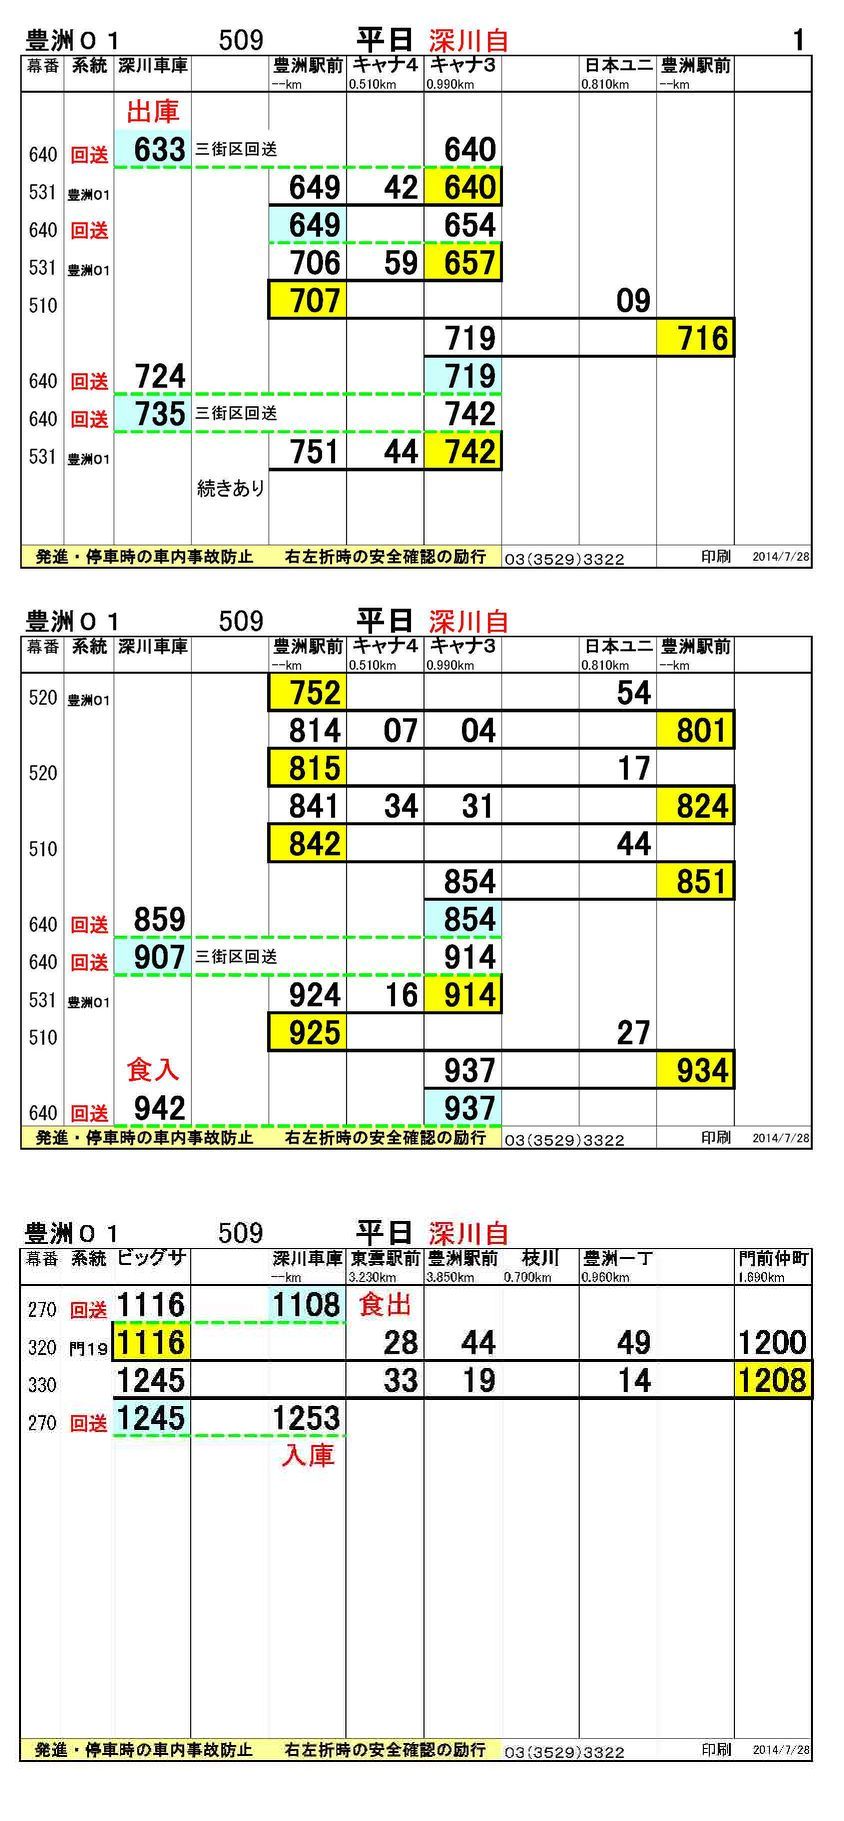 豊洲０１ 509 平日 深川自 1
幕番 系統 深川車庫 豊洲駅前 キャナ4 キャナ3 日本ユニ 豊洲駅前
--km 0.510km 0.990km 0.810km --km
出庫
640 回送 633 三街区回送 640
531 豊洲01 649 42 640
640 回送 649 654
531 豊洲01 706 59 657
510 707 09
719 716
640 回送 724 719
640 回送 735 三街区回送 742
531 豊洲01 751 44 742
続きあり
発進・停車時の車内事故防止 右左折時の安全確認の励行 03(3529)3322 印刷 2014/7/28
豊洲０１ 509 平日 深川自
幕番 系統 深川車庫 豊洲駅前 キャナ4 キャナ3 日本ユニ 豊洲駅前
--km 0.510km 0.990km 0.810km --km
520 豊洲01 752 54
814 07 04 801
520 815 17
841 34 31 824
510 842 44
854 851
640 回送 859 854
640 回送 907 三街区回送 914
531 豊洲01 924 16 914
510 925 27
食入 937 934
640 回送 942 937
発進・停車時の車内事故防止 右左折時の安全確認の励行 03(3529)3322 印刷 2014/7/28
豊洲０１ 509 平日 深川自
幕番 系統 ビッグサ 深川車庫 東雲駅前 豊洲駅前 枝川 豊洲一丁 門前仲町
--km 3.230km 3.850km 0.700km 0.960km 1.690km
270 回送 1116 1108 食出
320 門19 1116 28 44 49 1200
330 1245 33 19 14 1208
270 回送 1245 1253
入庫
発進・停車時の車内事故防止 右左折時の安全確認の励行 03(3529)3322 印刷 2014/7/28